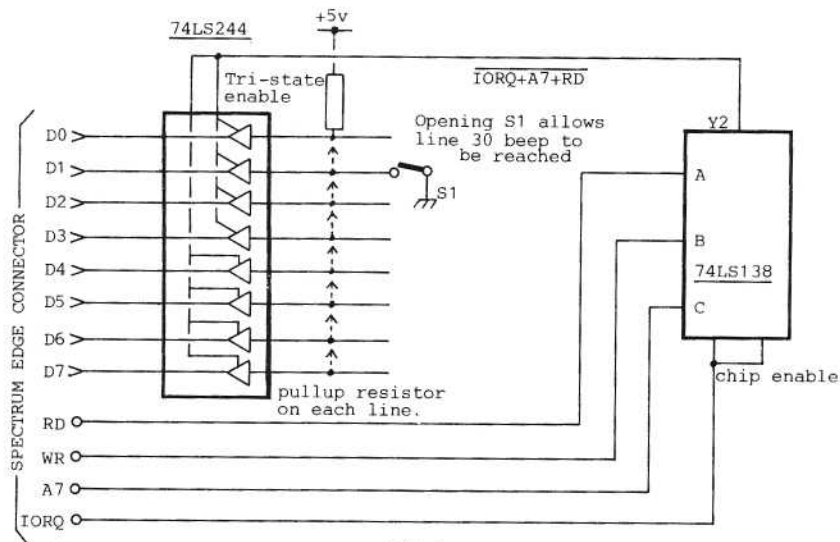 74LS244
+5v
Tri-state
enable
IORQ+A7+RD
Opening S1 allows
line 30 beep to
be reached
S1
SPECTRUM EDGE CONNECTOR
D0
D1
D2
D3
D4
D5
D6
D7
RD
WR
A7
IORQ
pullup resistor
on each line.
Y2
A
B
74LS138
C
chip enable